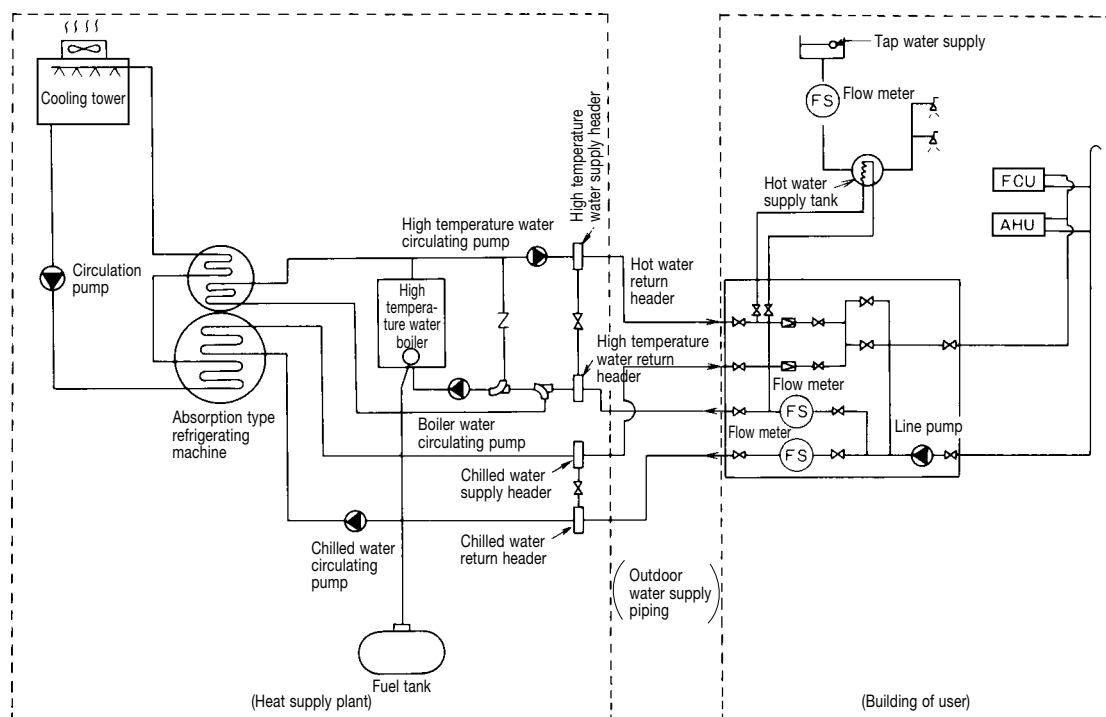 Tap water supply
Cooling tower
FS
Flow meter
High temperature
water supply header
Hot water
supply tank
FCU
AHU
High temperature water
circulating pump
Circulation
pump
Hot water
return header
High
tempera-
ture water
boiler
High temperature
water return
header
Flow meter
Absorption type
refrigerating
machine
Boiler water
circulating pump
FS
Flow meter
Line pump
FS
Chilled water
supply header
Chilled water
return header
Chilled water
circulating
pump
(Outdoor
water supply
piping)
Fuel tank
(Heat supply plant)
(Building of user)